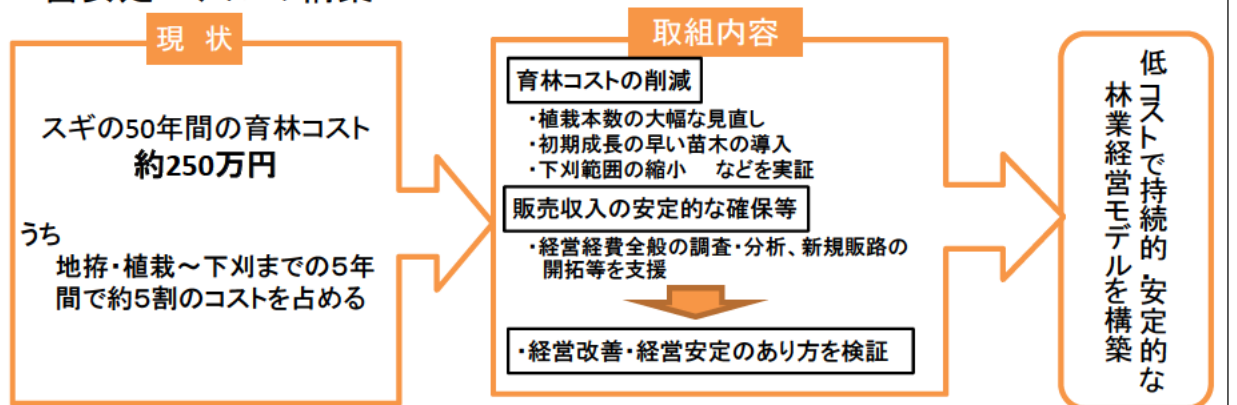 現 状
スギの50年間の育林コスト
約250万円
うち
地拵・植栽～下刈までの５年
間で約５割のコストを占める
取組内容
育林コストの削減
・植栽本数の大幅な見直し
・初期成長の早い苗木の導入
・下刈範囲の縮小 などを実証
販売収入の安定的な確保等
・経営経費全般の調査・分析、新規販路の
開拓等を支援
・経営改善・経営安定のあり方を検証
低コストで持続的・安定的な
林業経営モデルを構築